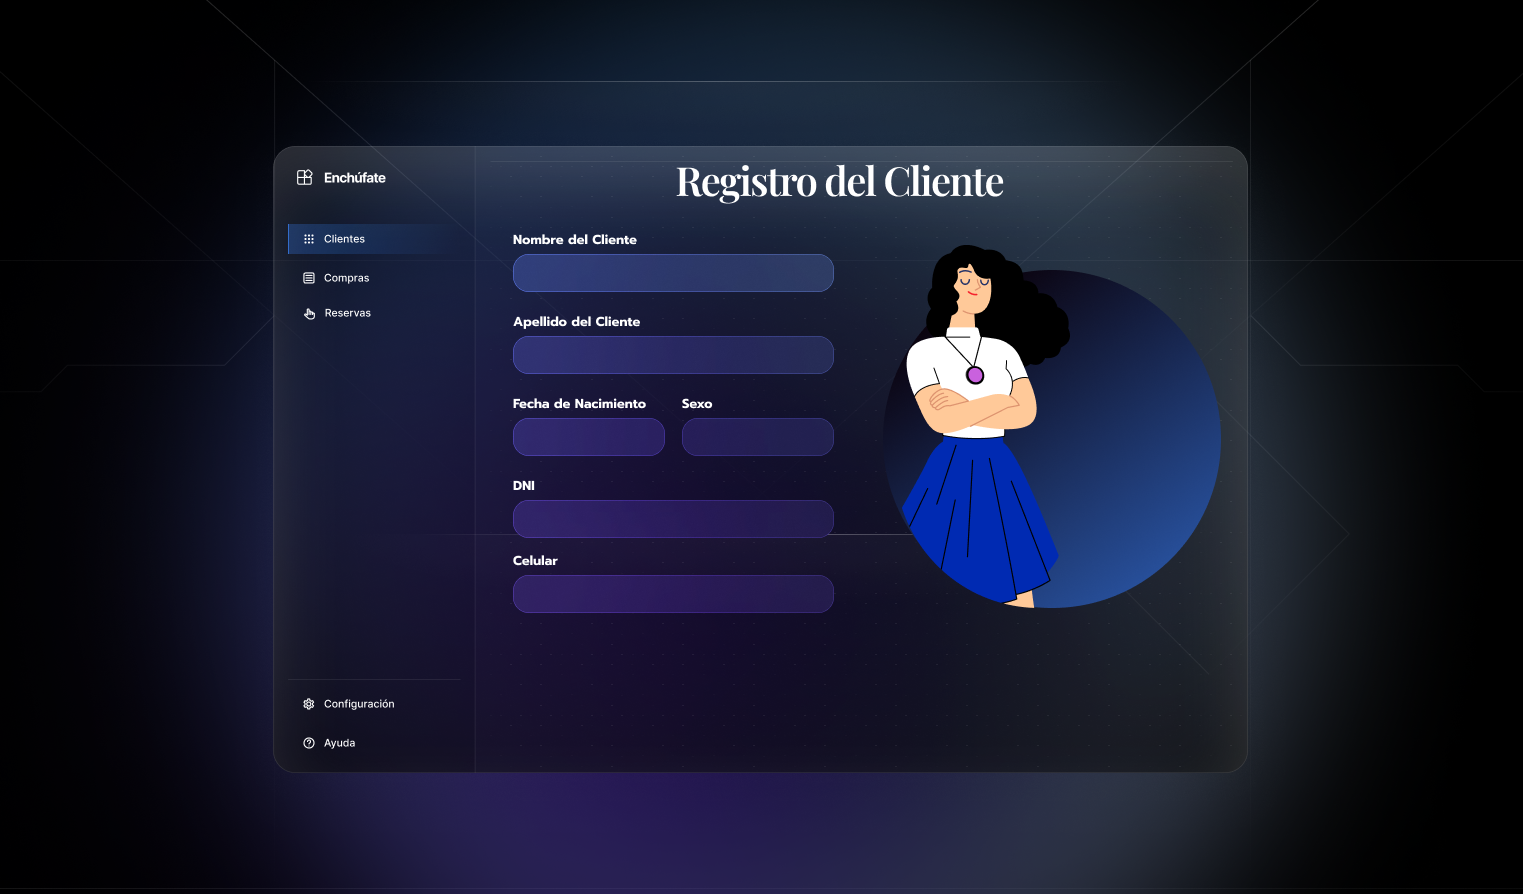 Enchúfate
Clientes
Compras
Reservas
Configuración
Ayuda
Registro del Cliente
Nombre del Cliente
Apellido del Cliente
Fecha de Nacimiento Sexo
DNI
Celular